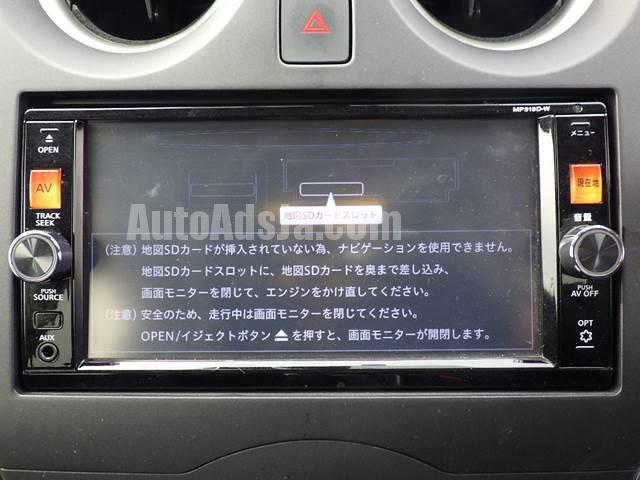 MP315D-W
OPEN
メニュー
AV
現在地
TRACK
SEEK
音量
地図SDカードスロット
AutoAdsja.com
(注意) 地図SDカードが挿入されていない為、ナビゲーションを使用できません。
地図SDカードスロットに、地図SDカードを奥まで差し込み、
画面モニターを閉じて、エンジンをかけ直してください。
(注意) 安全のため、走行中は画面モニターを閉じてください。
OPEN/イジェクトボタン ⏏ を押すと、画面モニターが開閉します。
PUSH
SOURCE
PUSH
AV OFF
AUX
OPT